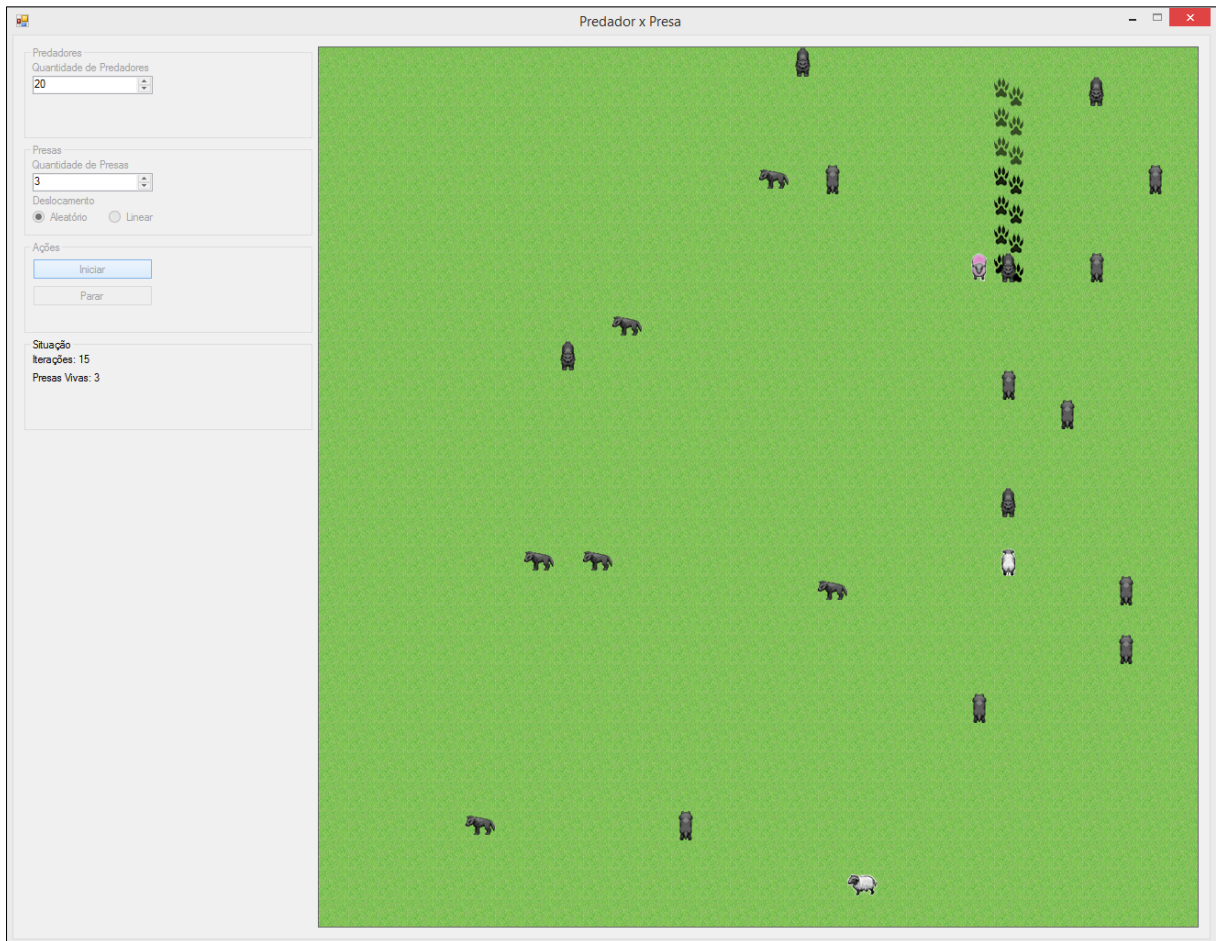 Predador x Presa
Predadores
Quantidade de Predadores
20
Presas
Quantidade de Presas
3
Deslocamento
Aleatório Linear
Ações
Iniciar
Parar
Situação
Iterações: 15
Presas Vivas: 3